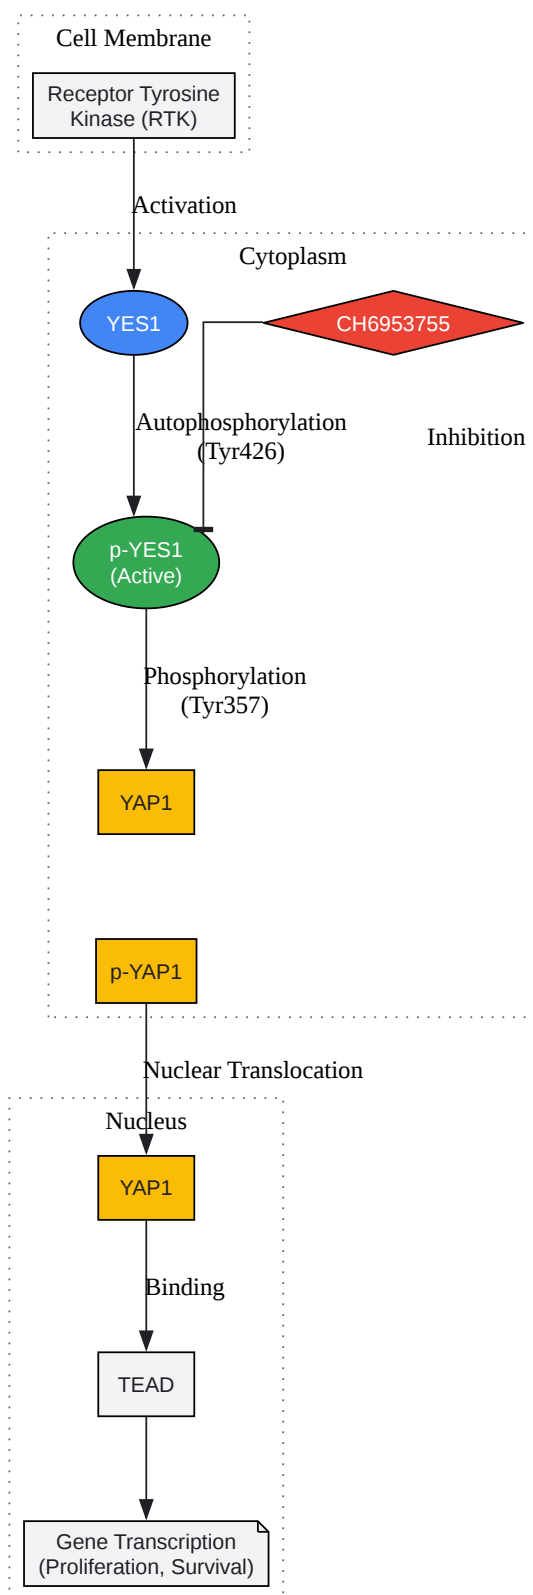 Cell Membrane
Receptor Tyrosine
Kinase (RTK)
Activation
Cytoplasm
YES1
CH6953755
Autophosphorylation
(Tyr426)
Inhibition
p-YES1
(Active)
Phosphorylation
(Tyr357)
YAP1
p-YAP1
Nuclear Translocation
Nucleus
YAP1
Binding
TEAD
Gene Transcription
(Proliferation, Survival)